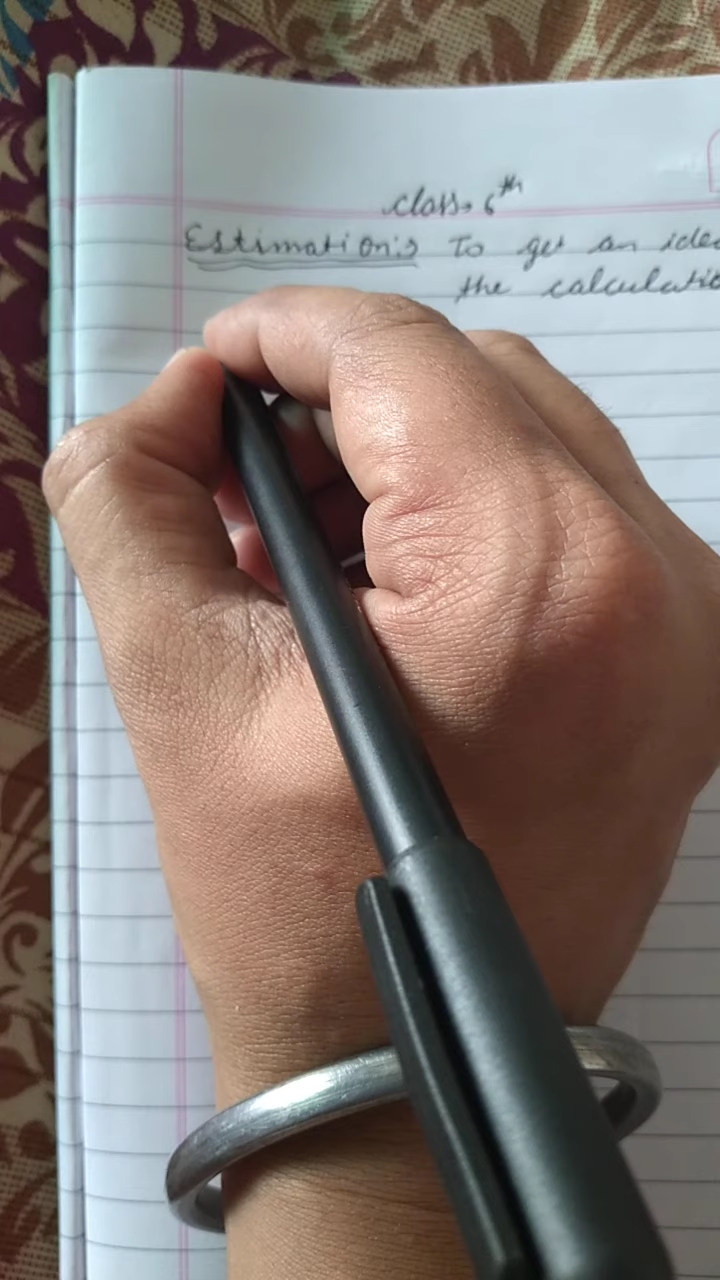 class. 6th
Estimation:s To get an idea
the calculatio